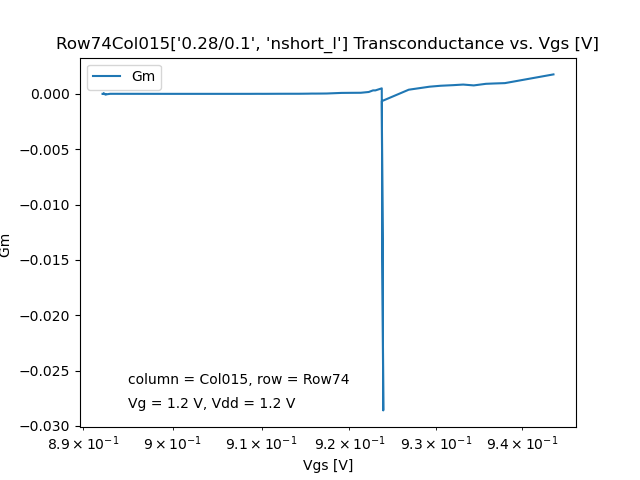 Row74Col015['0.28/0.1', 'nshort_l'] Transconductance vs. Vgs [V]
Gm
0.000
−0.005
−0.010
−0.015
−0.020
−0.025
−0.030
Gm
column = Col015, row = Row74
Vg = 1.2 V, Vdd = 1.2 V
8.9 × 10⁻¹ 9 × 10⁻¹ 9.1 × 10⁻¹ 9.2 × 10⁻¹ 9.3 × 10⁻¹ 9.4 × 10⁻¹
Vgs [V]